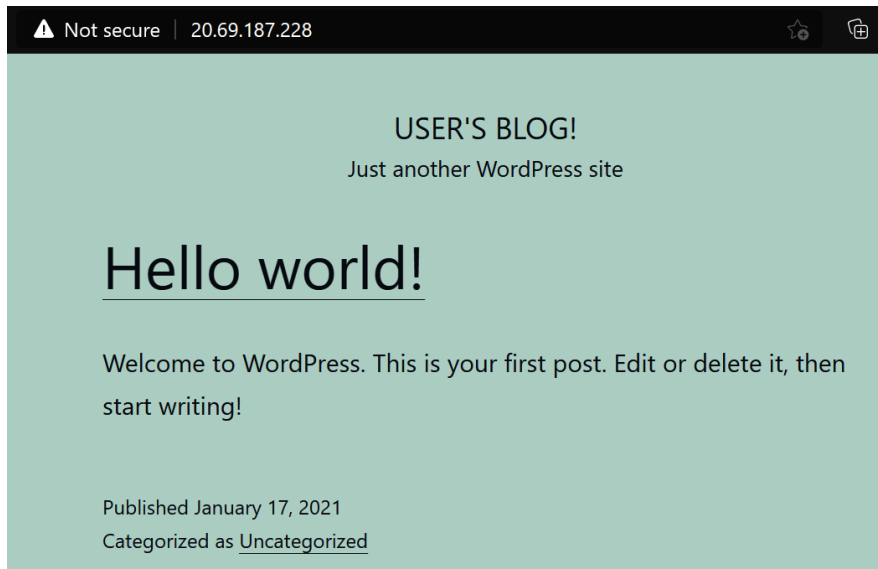 Not secure 20.69.187.228
USER'S BLOG!
Just another WordPress site
Hello world!
Welcome to WordPress. This is your first post. Edit or delete it, then
start writing!
Published January 17, 2021
Categorized as Uncategorized